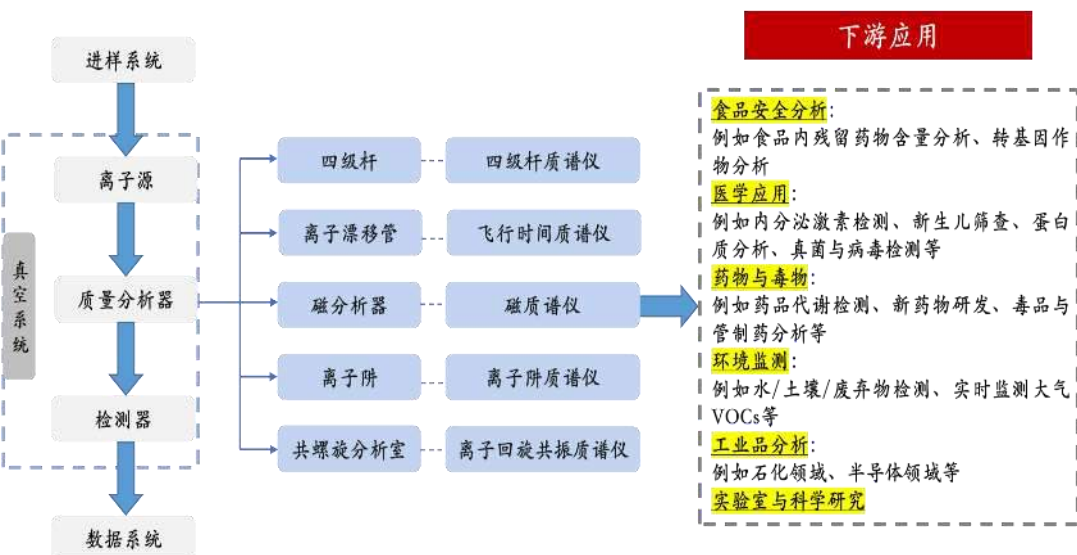 进样系统
离子源
真空系统
质量分析器
检测器
数据系统
四级杆
四级杆质谱仪
离子漂移管
飞行时间质谱仪
磁分析器
磁质谱仪
离子阱
离子阱质谱仪
共螺旋分析室
离子回旋共振质谱仪
下游应用
食品安全分析:
例如食品内残留药物含量分析、转基因作
物分析
医学应用:
例如内分泌激素检测、新生儿筛查、蛋白
质分析、真菌与病毒检测等
药物与毒物:
例如药品代谢检测、新药物研发、毒品与
管制药分析等
环境监测:
例如水/土壤/废弃物检测、实时监测大气
VOCs等
工业品分析:
例如石化领域、半导体领域等
实验室与科学研究